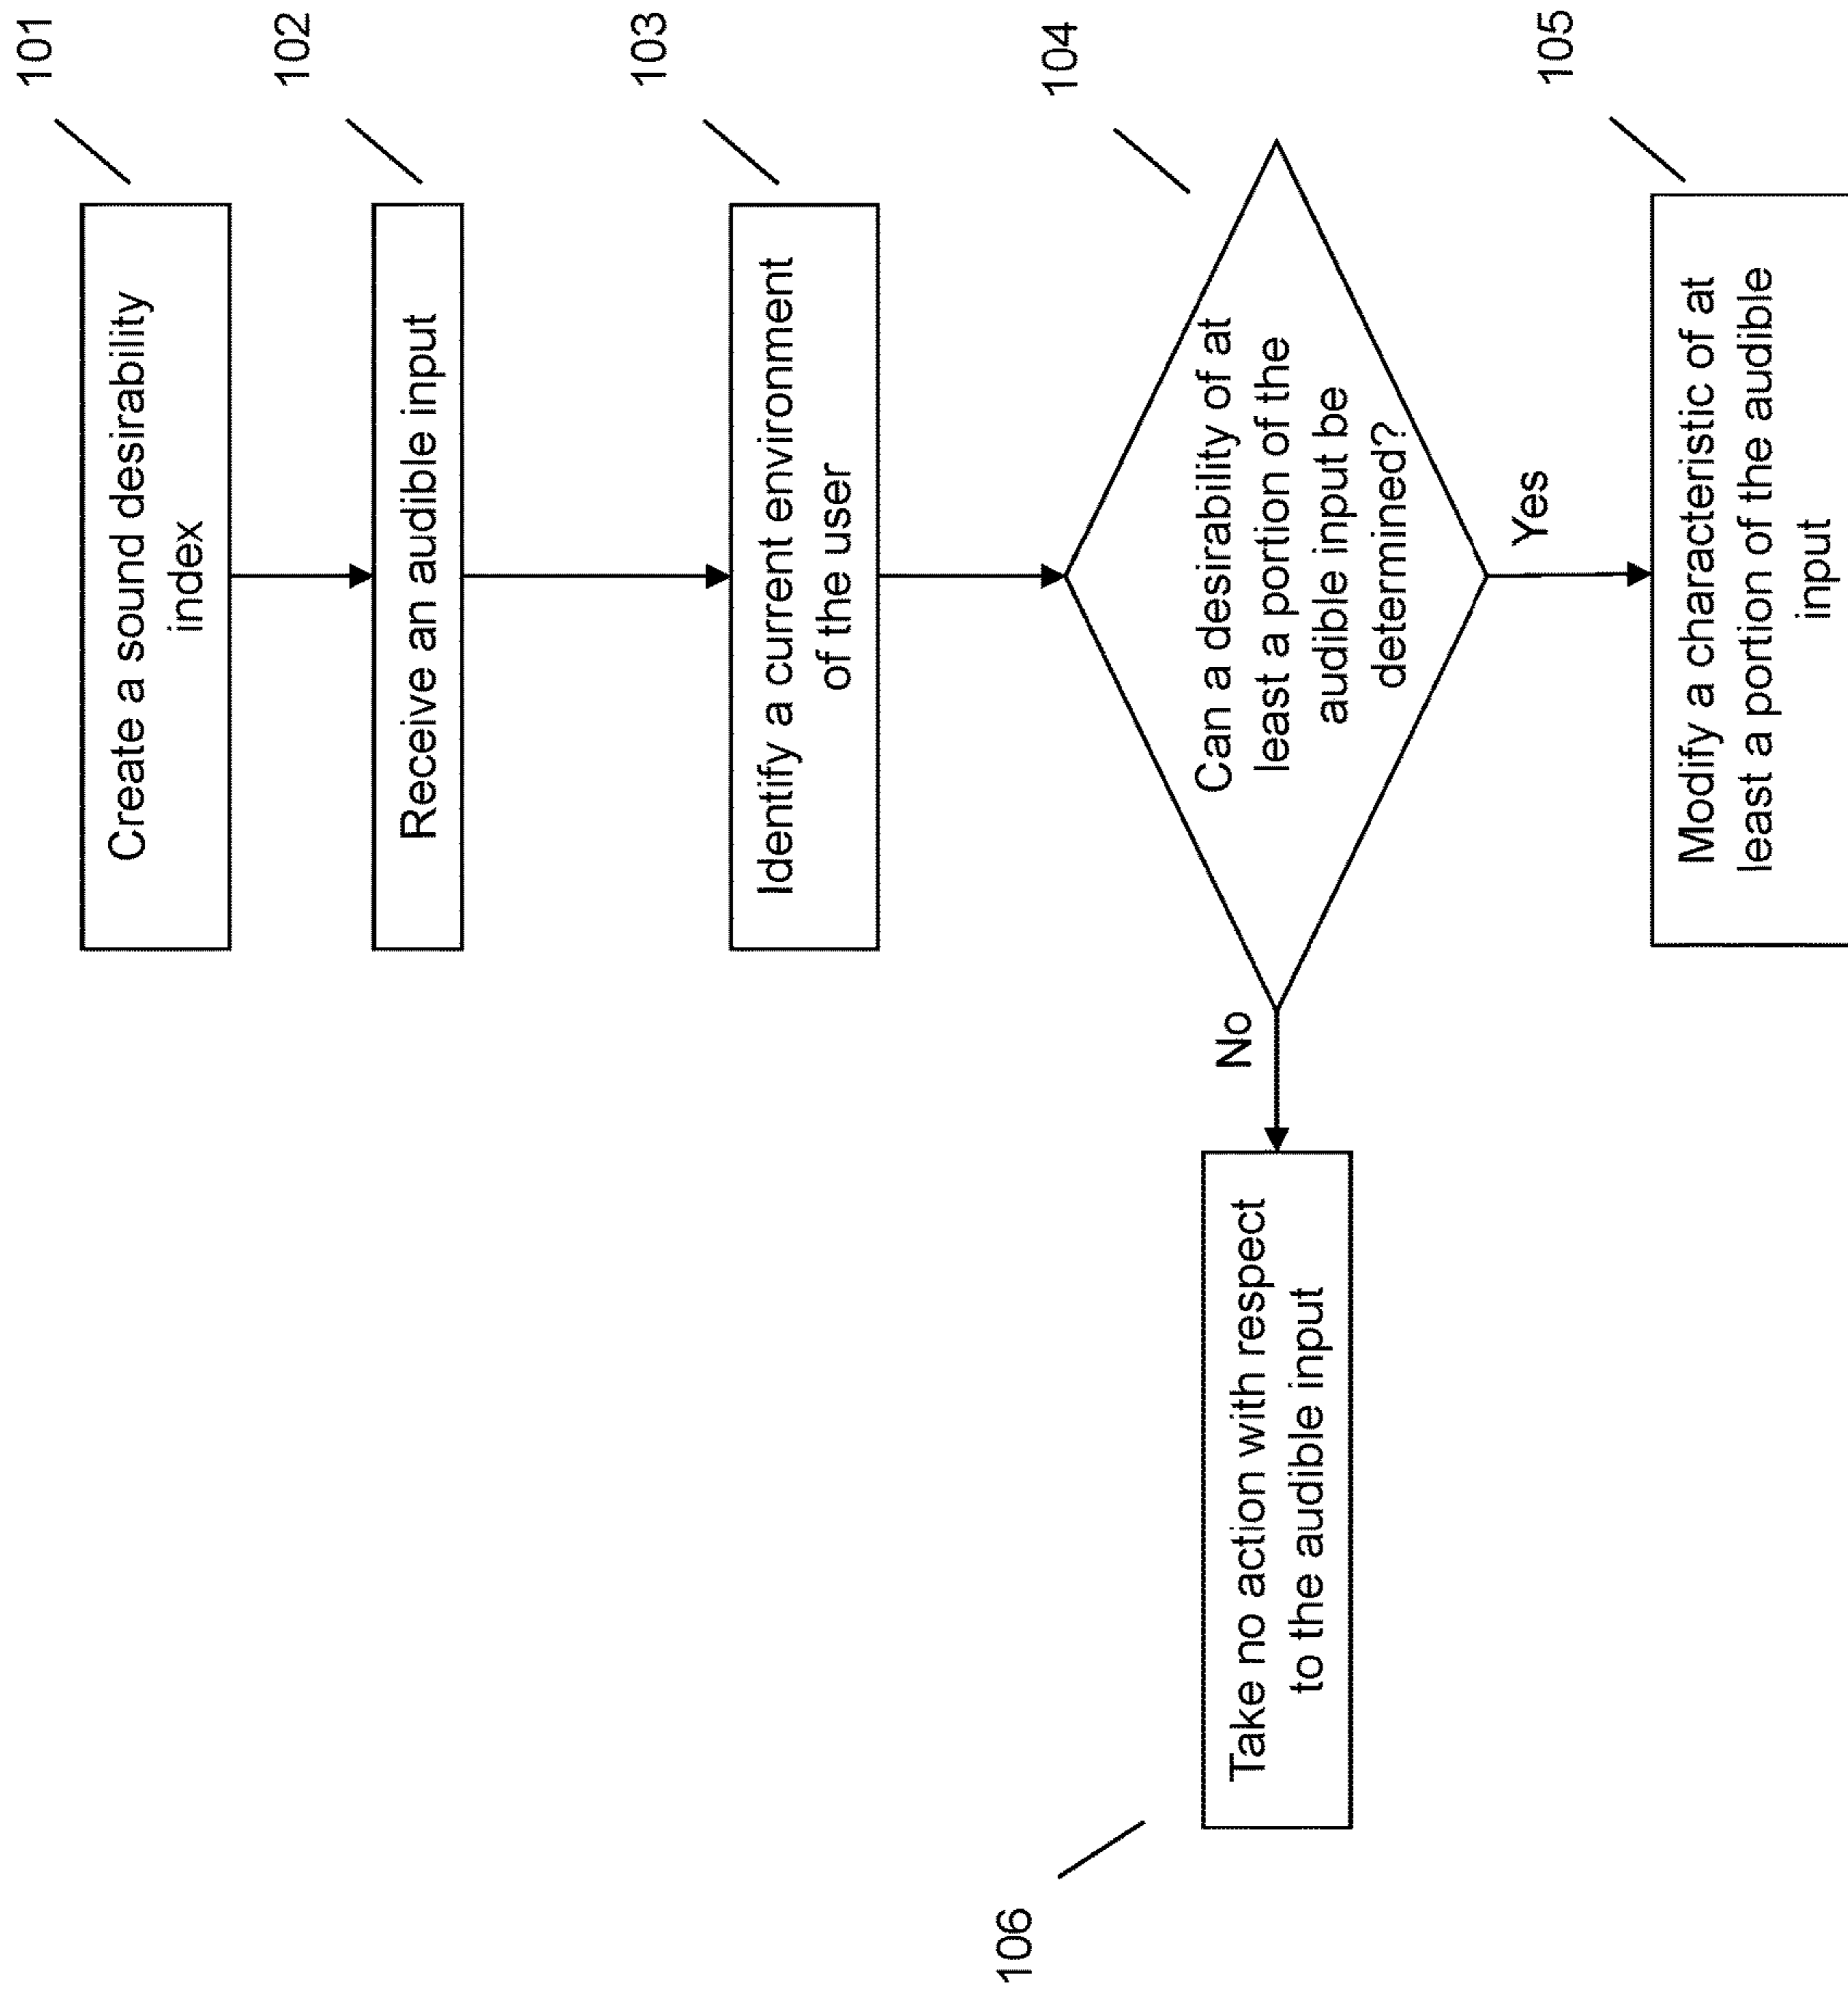 101
Create a sound desirability
index
102
Receive an audible input
103
Identify a current environment
of the user
104
Can a desirability of at
least a portion of the
audible input be
determined?
No
Yes
106
Take no action with respect
to the audible input
105
Modify a characteristic of at
least a portion of the audible
input